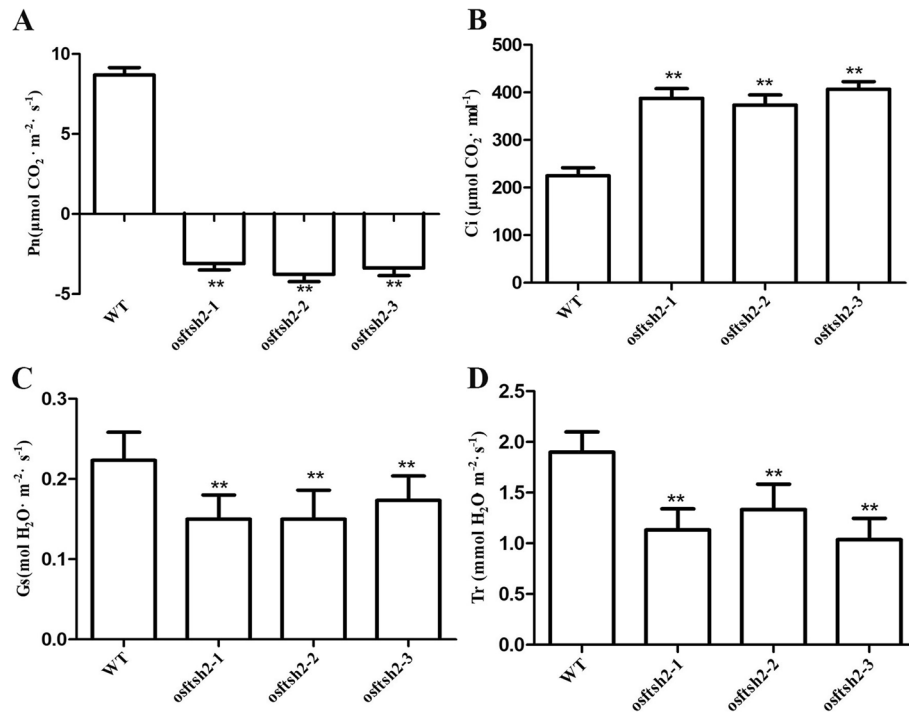 A
Pn(μmol CO₂· m⁻²· s⁻¹)
10
5
0
-5
**
**
**
WT
osftsh2-1
osftsh2-2
osftsh2-3
B
Ci (μmol CO₂· mol⁻¹)
500
400
300
200
100
0
**
**
**
WT
osftsh2-1
osftsh2-2
osftsh2-3
C
Gs(mol H₂O· m⁻²· s⁻¹)
0.3
0.2
0.1
0.0
**
**
**
WT
osftsh2-1
osftsh2-2
osftsh2-3
D
Tr (mmol H₂O· m⁻²·s⁻¹)
2.5
2.0
1.5
1.0
0.5
0.0
**
**
**
WT
osftsh2-1
osftsh2-2
osftsh2-3